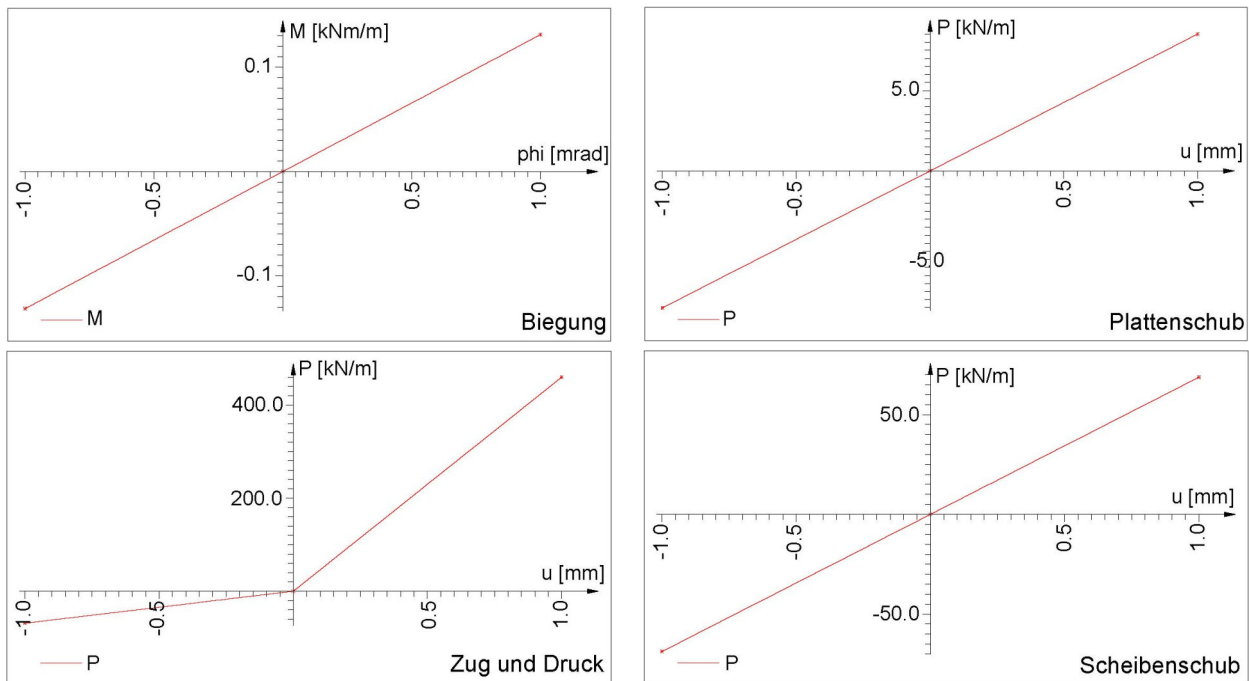 M [kNm/m]
0.1
phi [mrad]
-1.0
-0.5
0.5
1.0
-0.1
M
Biegung
P [kN/m]
5.0
u [mm]
-1.0
-0.5
0.5
1.0
-5.0
P
Plattenschub
P [kN/m]
400.0
200.0
u [mm]
-1.0
-0.5
0.5
1.0
P
Zug und Druck
P [kN/m]
50.0
u [mm]
-1.0
-0.5
0.5
1.0
-50.0
P
Scheibenschub